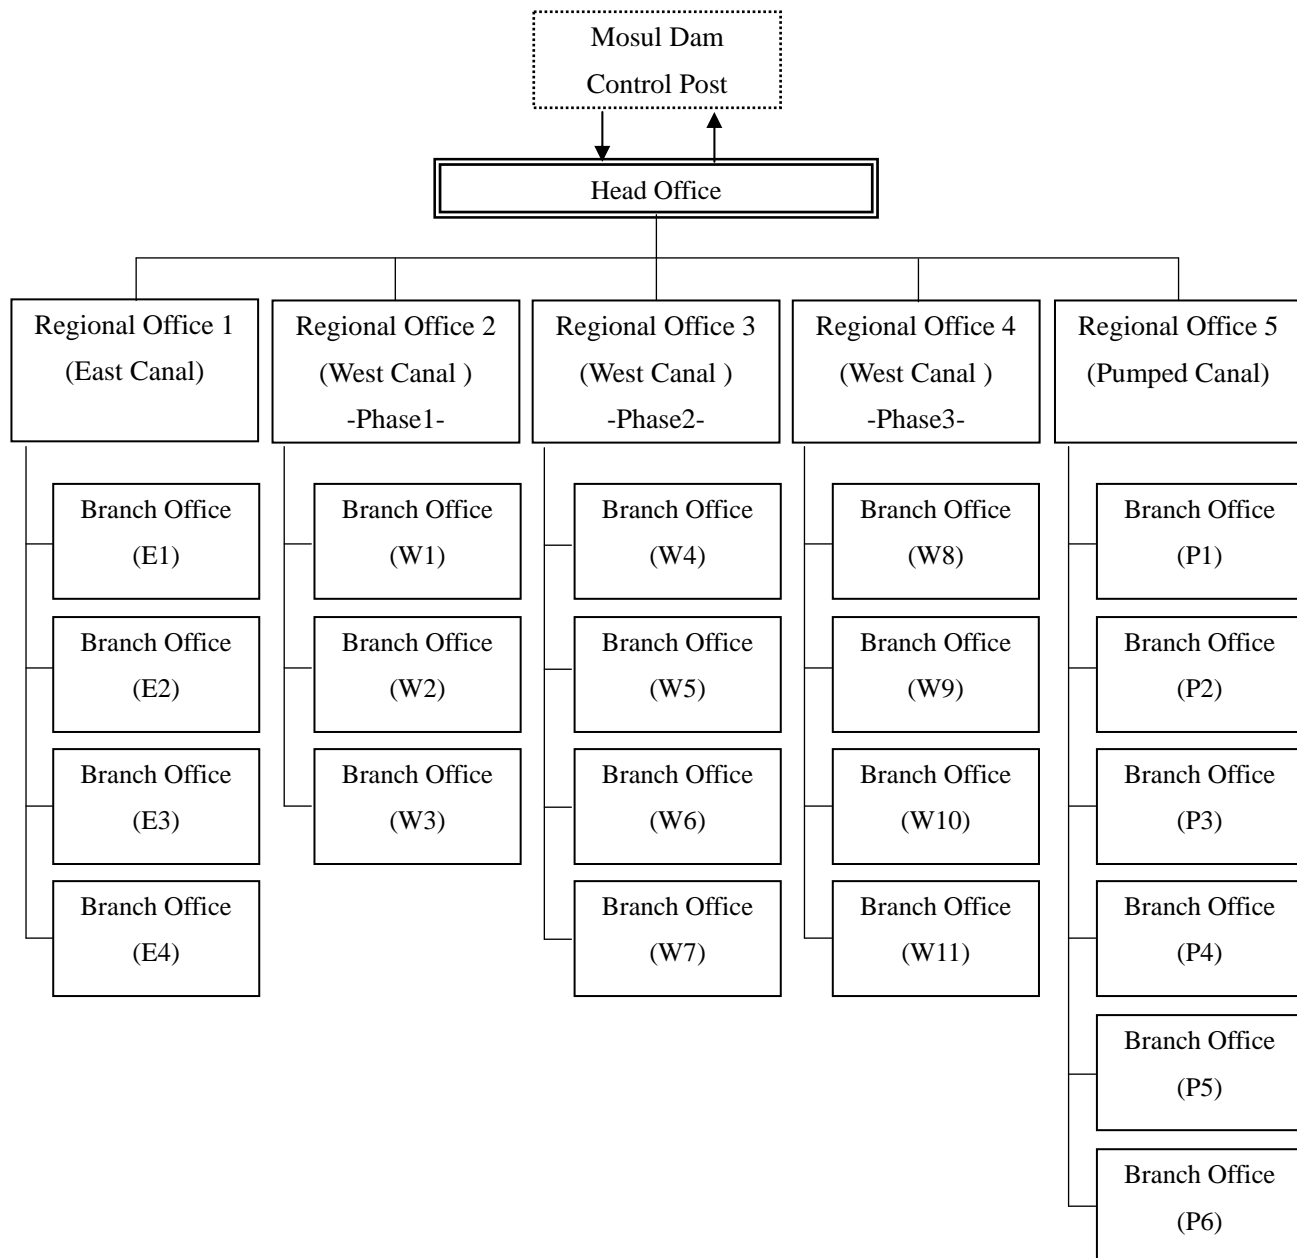 Mosul Dam
Control Post
Head Office
Regional Office 1
(East Canal)
Regional Office 2
(West Canal )
-Phase1-
Regional Office 3
(West Canal )
-Phase2-
Regional Office 4
(West Canal )
-Phase3-
Regional Office 5
(Pumped Canal)
Branch Office
(E1)
Branch Office
(E2)
Branch Office
(E3)
Branch Office
(E4)
Branch Office
(W1)
Branch Office
(W2)
Branch Office
(W3)
Branch Office
(W4)
Branch Office
(W5)
Branch Office
(W6)
Branch Office
(W7)
Branch Office
(W8)
Branch Office
(W9)
Branch Office
(W10)
Branch Office
(W11)
Branch Office
(P1)
Branch Office
(P2)
Branch Office
(P3)
Branch Office
(P4)
Branch Office
(P5)
Branch Office
(P6)